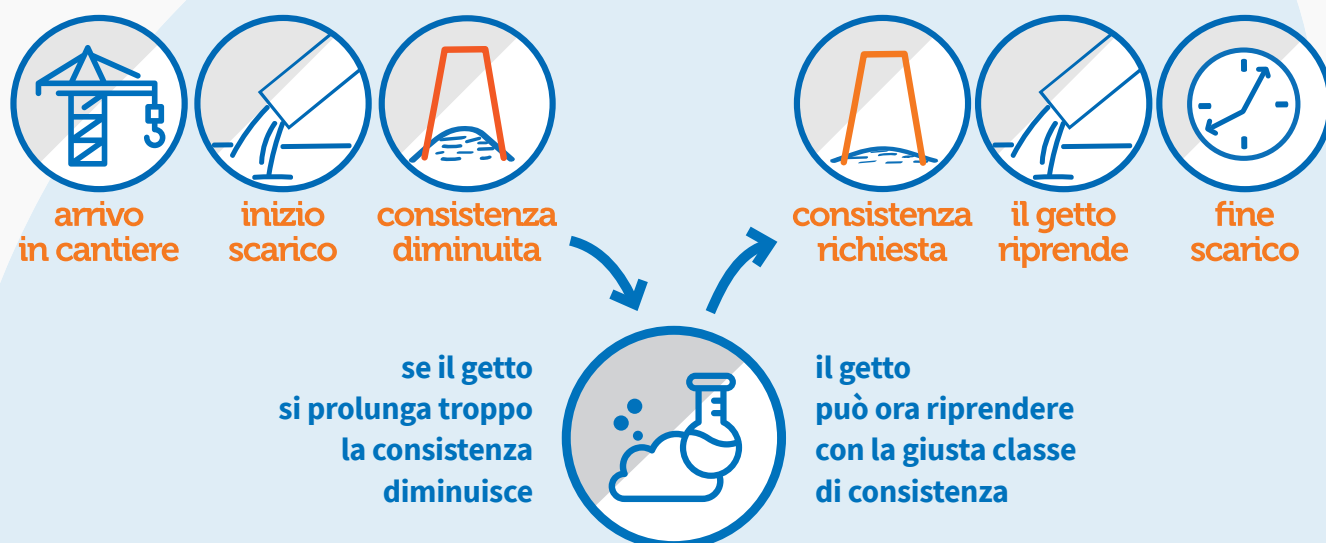 arrivo
in cantiere
inizio
scarico
consistenza
diminuita
consistenza
richiesta
il getto
riprende
fine
scarico
se il getto
si prolunga troppo
la consistenza
diminuisce
il getto
può ora riprendere
con la giusta classe
di consistenza